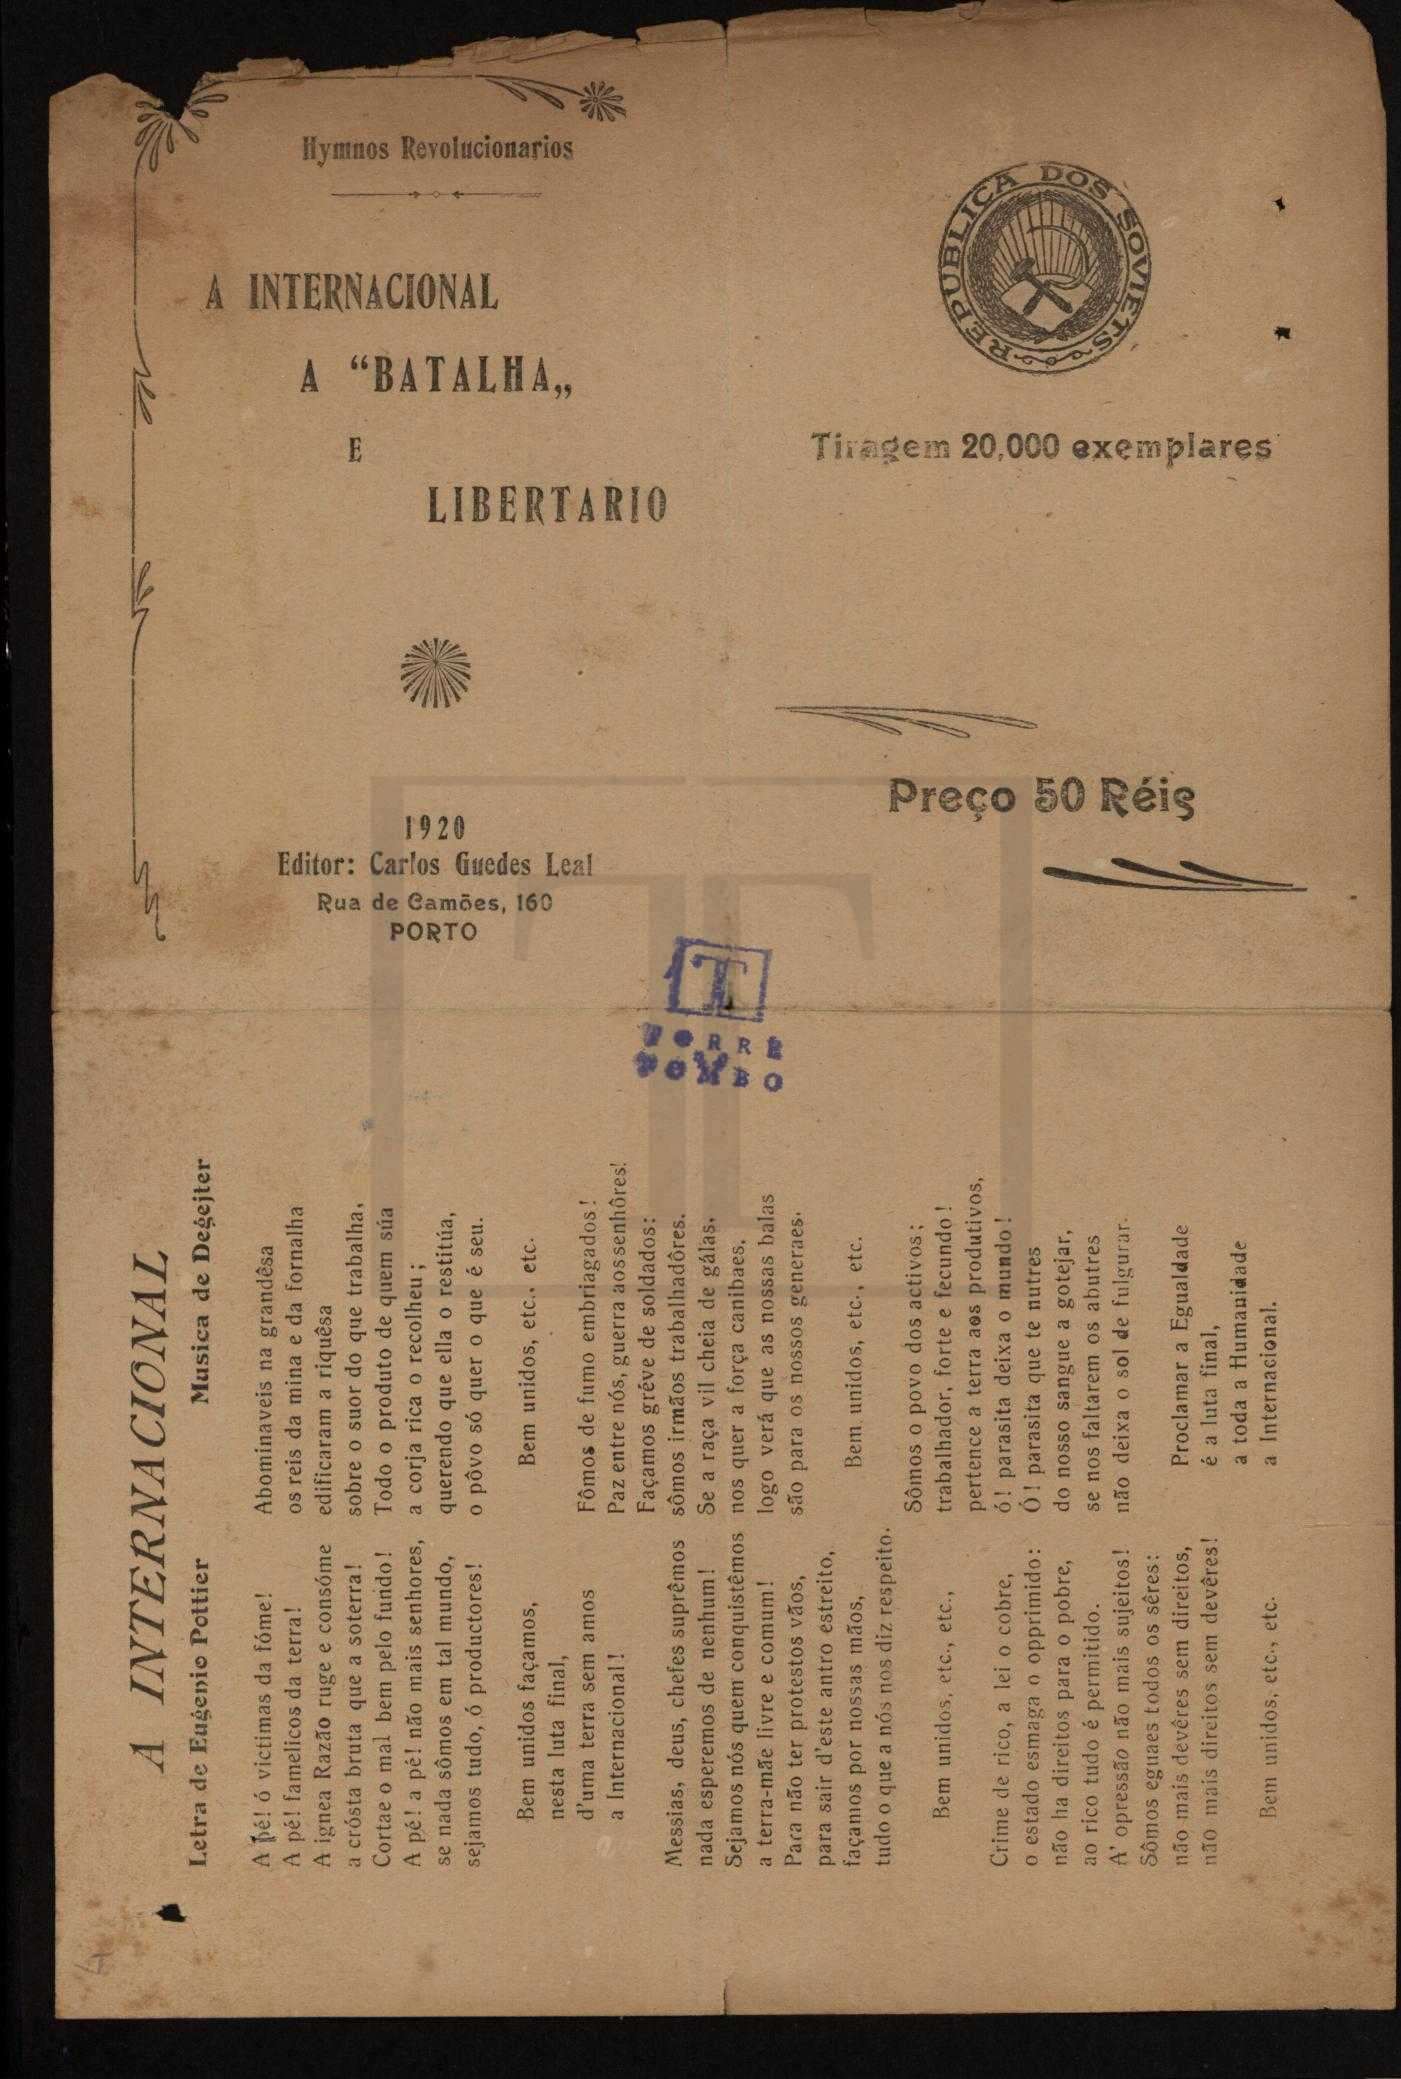 Hymnos Revolucionarios
A INTERNACIONAL
A “BATALHA„
E
LIBERTARIO
1920
Editor: Carlos Guedes Leal
Rua de Camões, 160
PORTO
REPUBLICA DOS SOVIETS
Tiragem 20,000 exemplares
Preço 50 Réis
T
TORRE
DO
TOMBO
A INTERNACIONAL
Letra de Eugenio Pottier
Musica de Degejter
A pé! ó victimas da fóme!
A pé! famelicos da terra!
A ignea Razão ruge e consóme
a crósta bruta que a soterra!
Cortae o mal bem pelo fundo!
A pé! a pé! não mais senhores,
se nada sômos em tal mundo,
sejamos tudo, ó productores!
Bem unidos façamos,
nesta luta final,
d'uma terra sem amos
a Internacional!
Messias, deus, chefes suprêmos
nada esperemos de nenhum!
Sejamos nós quem conquistêmos
a terra-mãe livre e comum!
Para não ter protestos vãos,
para sair d'este antro estreito,
façamos por nossas mãos,
tudo o que a nós nos diz respeito.
Bem unidos, etc., etc.,
Crime de rico, a lei o cobre,
o estado esmaga o opprimido:
não ha direitos para o pobre,
ao rico tudo é permitido.
A' opressão não mais sujeitos!
Sômos eguaes todos os sêres:
não mais devêres sem direitos,
não mais direitos sem devêres!
Bem unidos, etc., etc.
Abominaveis na grandêsa
os reis da mina e da fornalha
edificaram a riquêsa
sobre o suor do que trabalha,
Todo o produto de quem súa
a corja rica o recolheu;
querendo que ella o restitúa,
o pôvo só quer o que é seu.
Bem unidos, etc., etc.
Fômos de fumo embriagados!
Paz entre nós, guerra aos senhôres!
Façamos gréve de soldados:
sômos irmãos trabalhadôres.
Se a raça vil cheia de gálas,
nos quer a força canibaes,
logo verá que as nossas balas
são para os nossos generaes.
Bem unidos, etc., etc.
Sômos o povo dos activos;
trabalhador, forte e fecundo!
pertence a terra aos produtivos,
ó! parasita deixa o mundo!
Ó! parasita que te nutres
do nosso sangue a gotejar,
se nos faltarem os abutres
não deixa o sol de fulgurar.
Proclamar a Egualdade
é a luta final,
a toda a Humanidade
a Internacional.